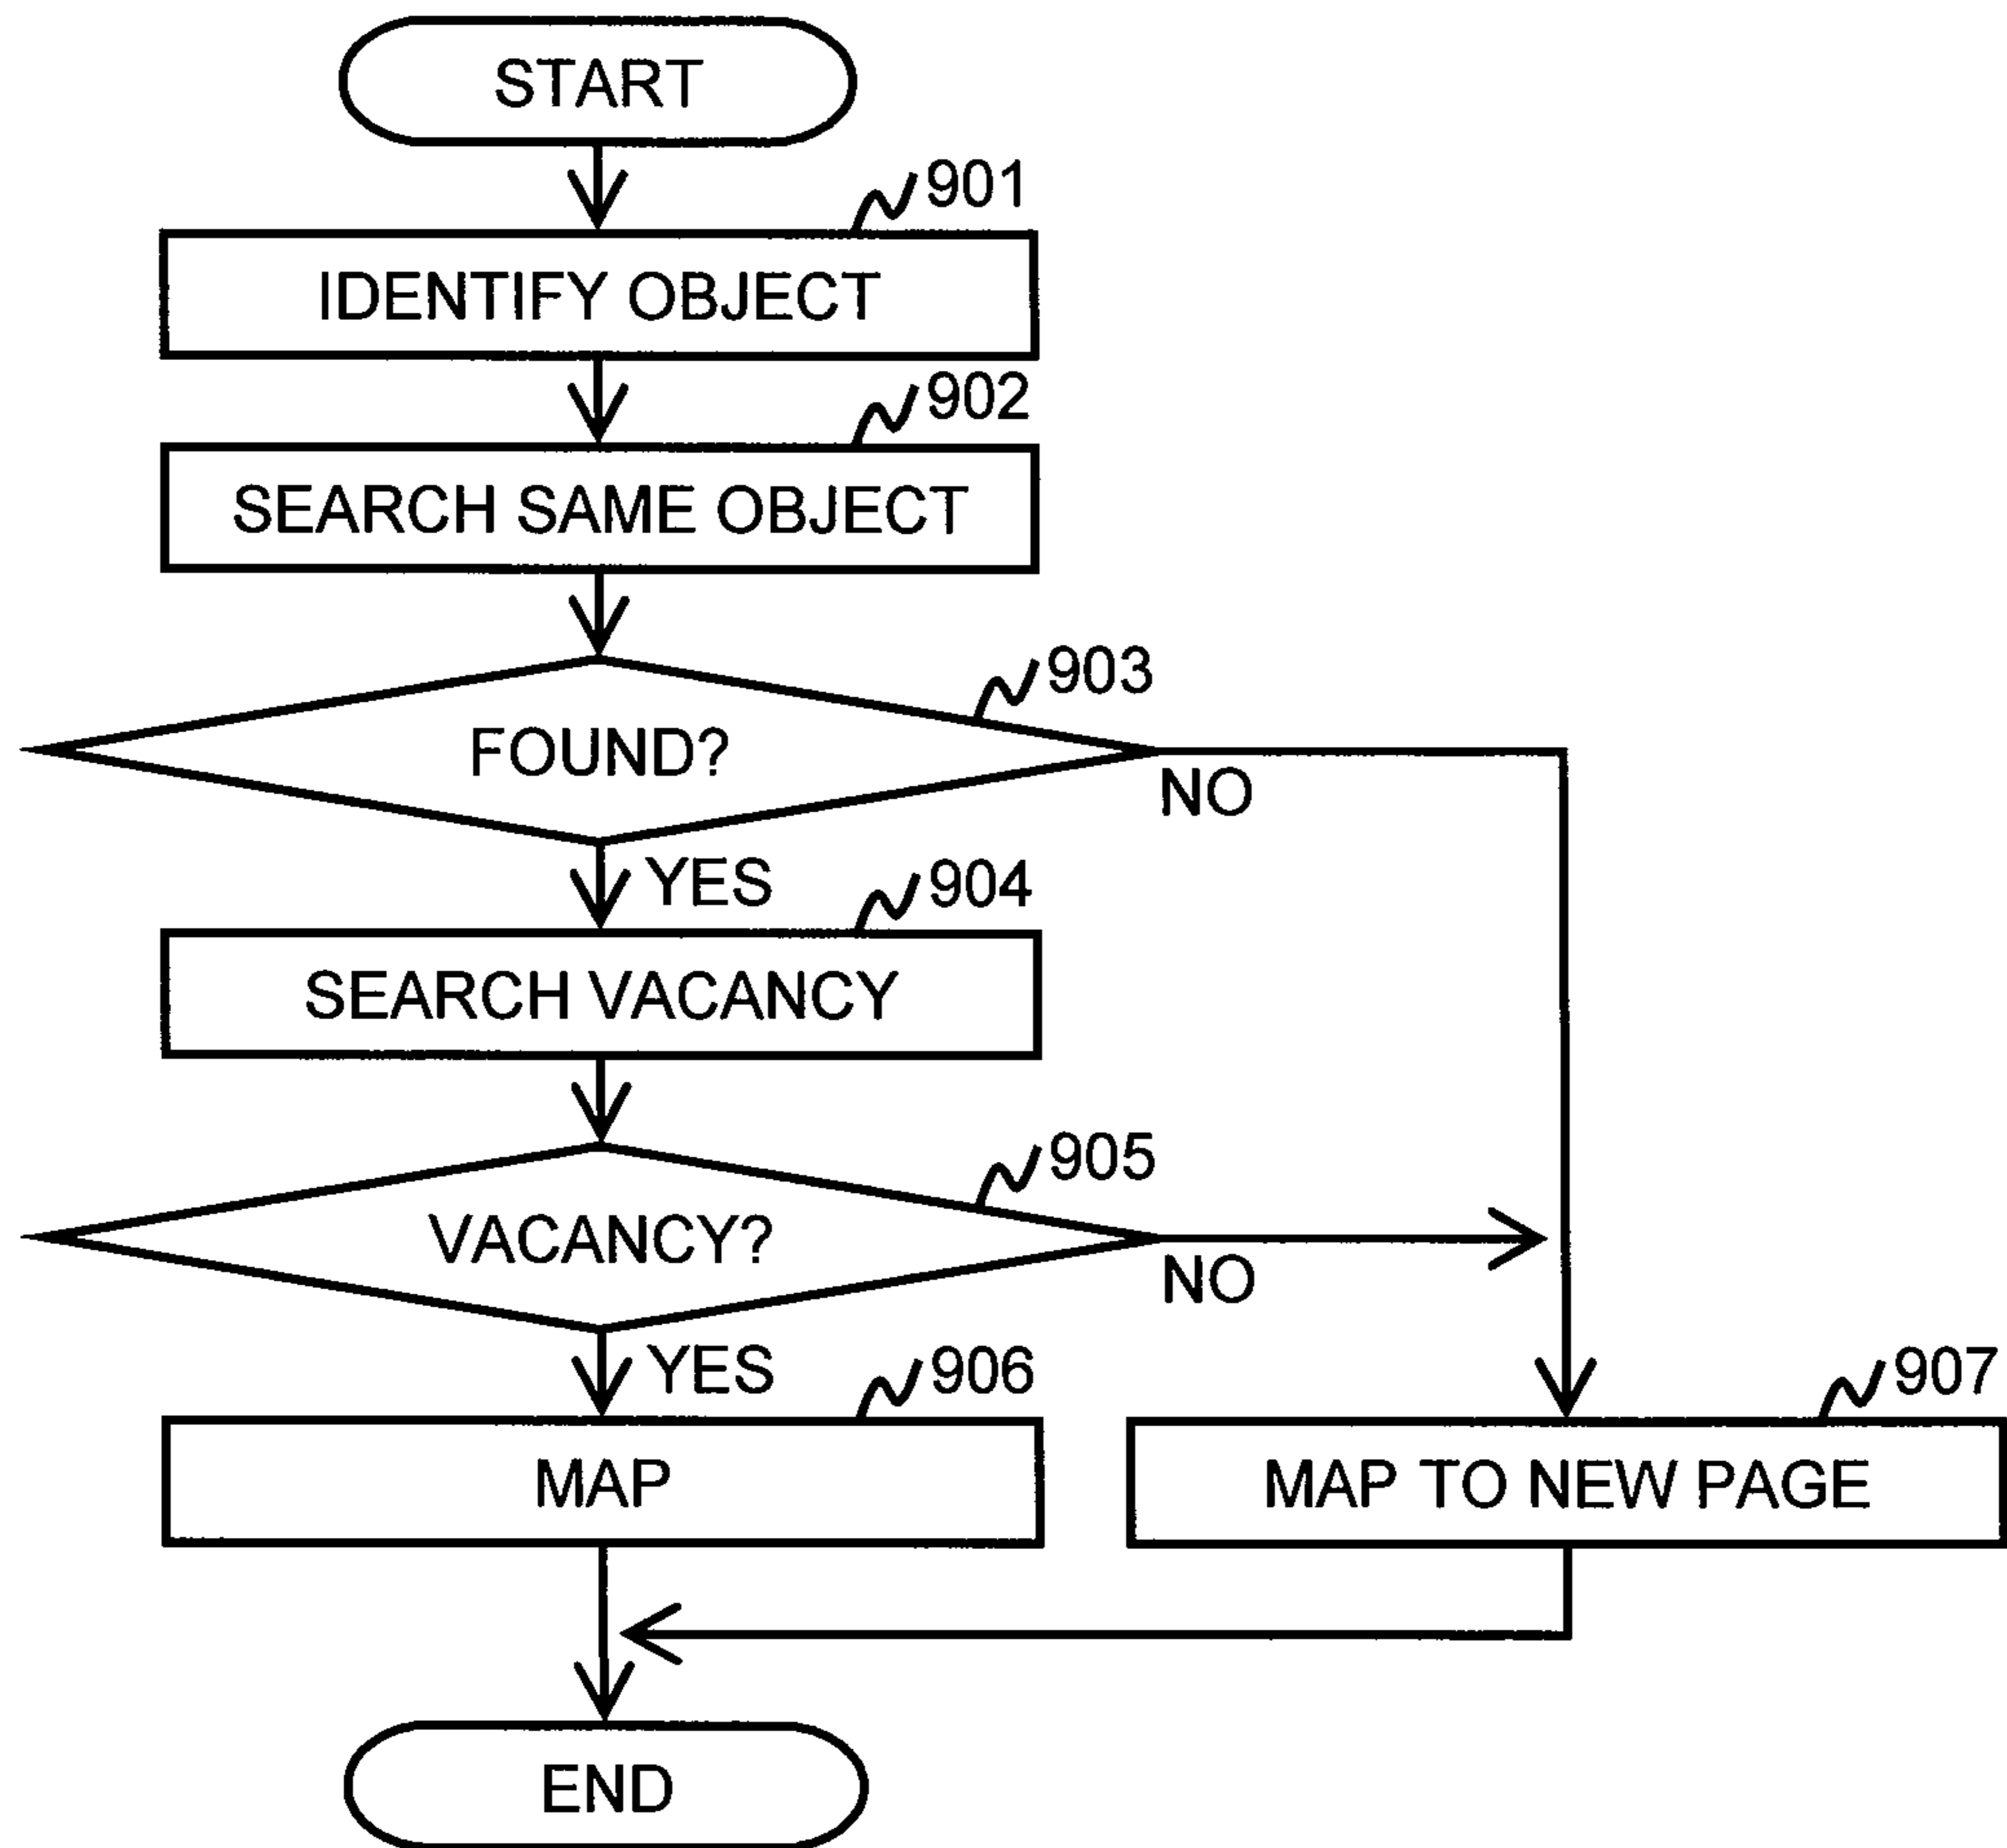 START
901
IDENTIFY OBJECT
902
SEARCH SAME OBJECT
903
FOUND?
NO
YES
904
SEARCH VACANCY
905
VACANCY?
NO
YES
906
907
MAP
MAP TO NEW PAGE
END